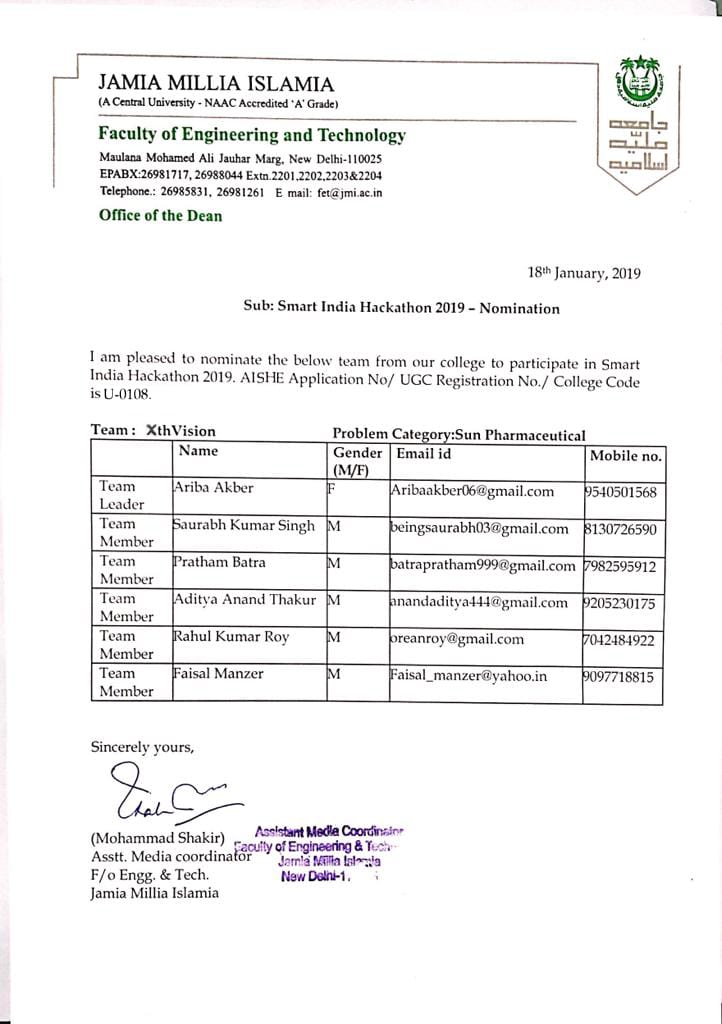 JAMIA MILLIA ISLAMIA
(A Central University - NAAC Accredited 'A' Grade)
Faculty of Engineering and Technology
Maulana Mohamed Ali Jauhar Marg, New Delhi-110025
EPABX:26981717, 26988044 Extn.2201,2202,2203&2204
Telephone.: 26985831, 26981261 E mail: fet@jmi.ac.in
Office of the Dean
جامعه
ملّیه
اسلامیه
18th January, 2019
Sub: Smart India Hackathon 2019 – Nomination
I am pleased to nominate the below team from our college to participate in Smart
India Hackathon 2019. AISHE Application No/ UGC Registration No./ College Code
is U-0108.
Team : XthVision Problem Category:Sun Pharmaceutical
Name Gender (M/F) Email id Mobile no.
Team Leader Ariba Akber F Aribaakber06@gmail.com 9540501568
Team Member Saurabh Kumar Singh M beingsaurabh03@gmail.com 8130726590
Team Member Pratham Batra M batrapratham999@gmail.com 7982595912
Team Member Aditya Anand Thakur M anandaditya444@gmail.com 9205230175
Team Member Rahul Kumar Roy M oreanroy@gmail.com 7042484922
Team Member Faisal Manzer M Faisal_manzer@yahoo.in 9097718815
Sincerely yours,
(Mohammad Shakir)
Asstt. Media coordinator
F/o Engg. & Tech.
Jamia Millia Islamia
Assistant Media Coordinator
Faculty of Engineering & Tech
Jamia Millia Islamia
New Delhi-1